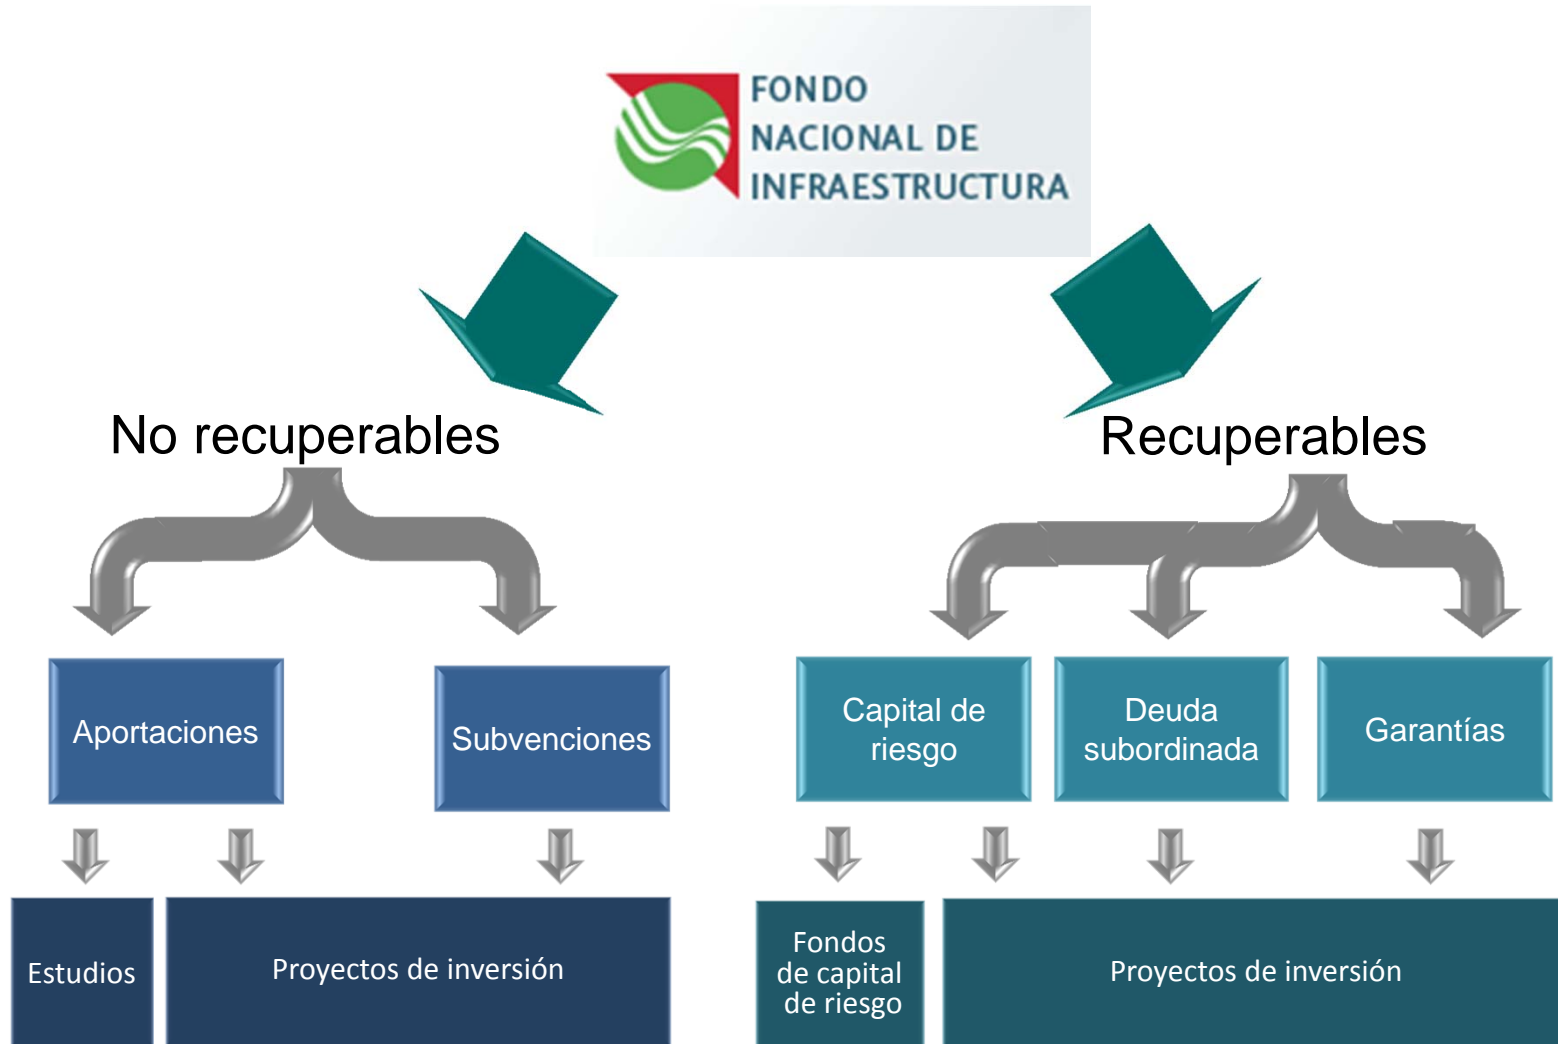 FONDO
NACIONAL DE
INFRAESTRUCTURA
No recuperables
Recuperables
Aportaciones
Subvenciones
Capital de
riesgo
Deuda
subordinada
Garantías
Estudios
Proyectos de inversión
Fondos
de capital
de riesgo
Proyectos de inversión